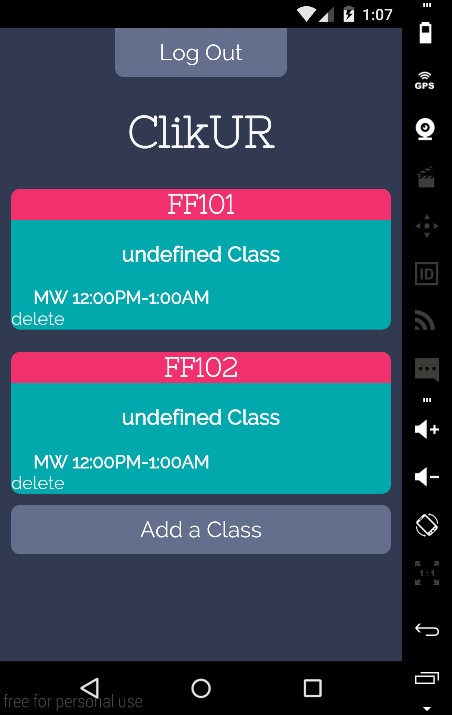 1:07
Log Out
ClikUR
FF101
undefined Class
MW 12:00PM-1:00AM
delete
FF102
undefined Class
MW 12:00PM-1:00AM
delete
Add a Class
free for personal use
GPS
ID
1:1